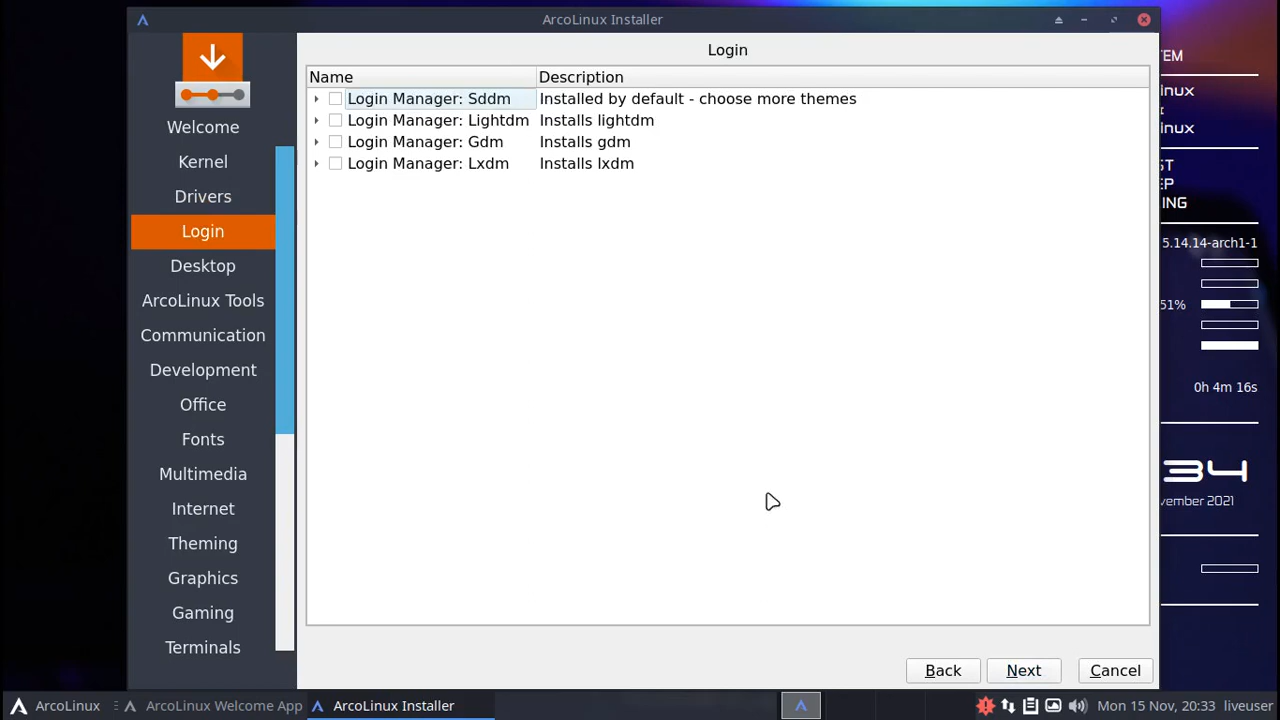 ArcoLinux Installer
Login
Name Description
Login Manager: Sddm Installed by default - choose more themes
Login Manager: Lightdm Installs lightdm
Login Manager: Gdm Installs gdm
Login Manager: Lxdm Installs lxdm
Welcome
Kernel
Drivers
Login
Desktop
ArcoLinux Tools
Communication
Development
Office
Fonts
Multimedia
Internet
Theming
Graphics
Gaming
Terminals
Back Next Cancel
5.14.14-arch1-1
51%
0h 4m 16s
34
2021
ArcoLinux ArcoLinux Welcome App ArcoLinux Installer Mon 15 Nov, 20:33 liveuser